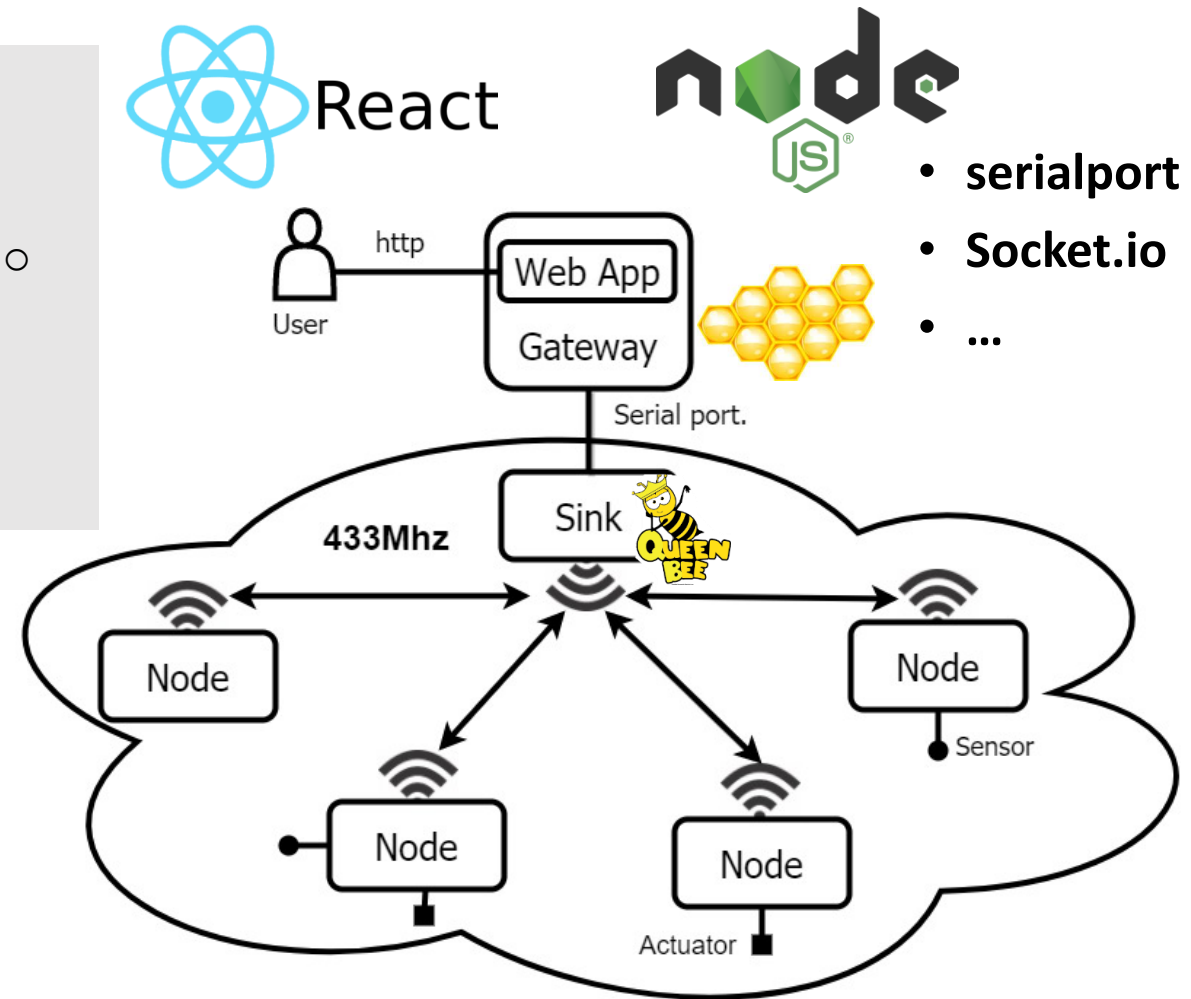 React
node
JS ®
• serialport
• Socket.io
• ...
http
User
Web App
Gateway
Serial port.
Sink
QUEEN
BEE
433Mhz
Node
Node
Sensor
Node
Node
Actuator